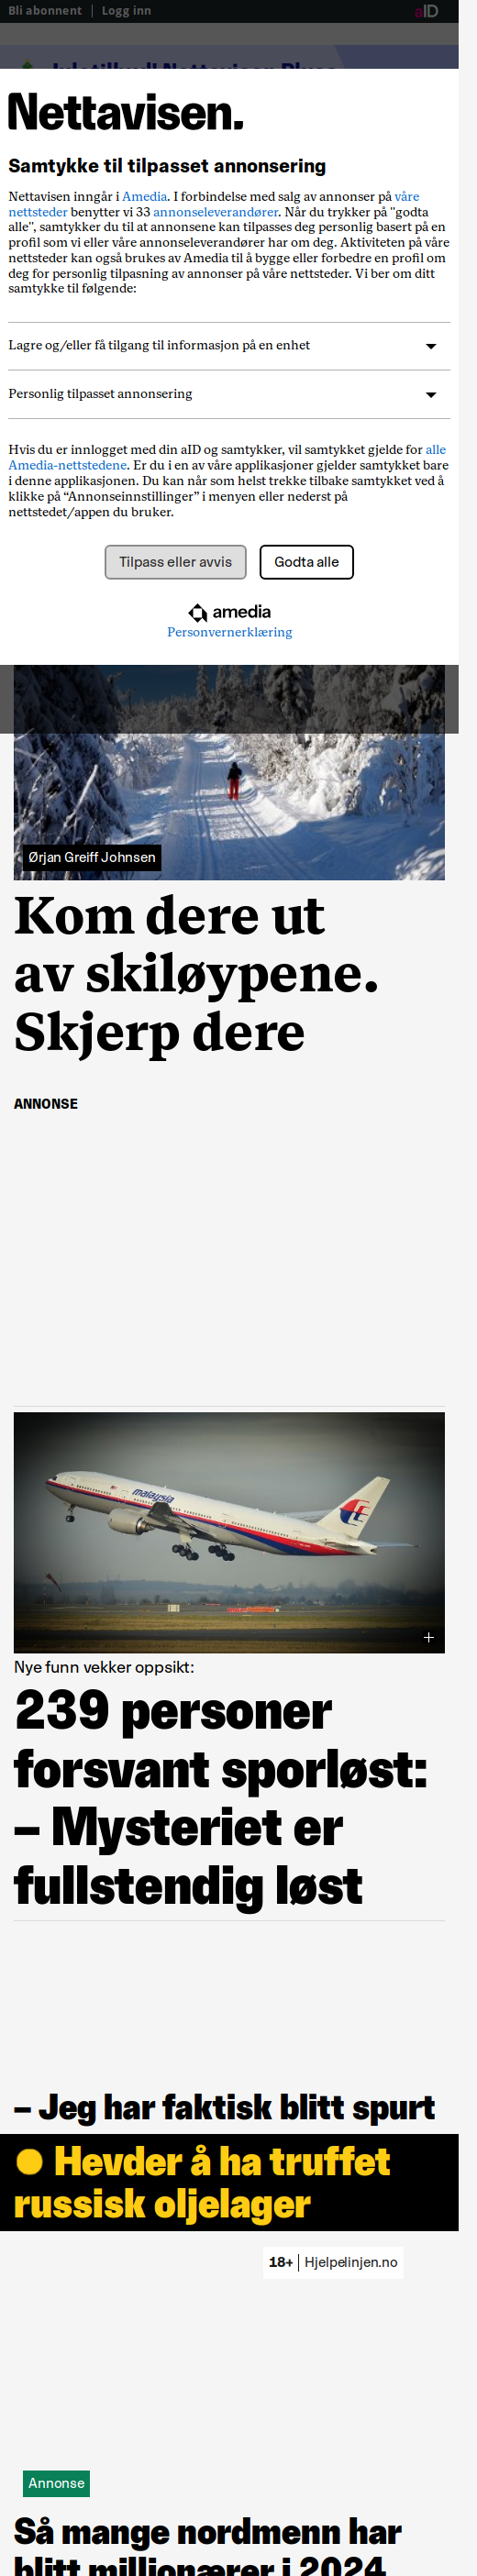 Bli abonnent | Logg inn
aID
Nettavisen.
Samtykke til tilpasset annonsering
Nettavisen inngår i Amedia. I forbindelse med salg av annonser på våre
nettsteder benytter vi 33 annonseleverandører. Når du trykker på "godta
alle", samtykker du til at annonsene kan tilpasses deg personlig basert på en
profil som vi eller våre annonseleverandører har om deg. Aktiviteten på våre
nettsteder kan også brukes av Amedia til å bygge eller forbedre en profil om
deg for personlig tilpasning av annonser på våre nettsteder. Vi ber om ditt
samtykke til følgende:
Lagre og/eller få tilgang til informasjon på en enhet
Personlig tilpasset annonsering
Hvis du er innlogget med din aID og samtykker, vil samtykket gjelde for alle
Amedia-nettstedene. Er du i en av våre applikasjoner gjelder samtykket bare
i denne applikasjonen. Du kan når som helst trekke tilbake samtykket ved å
klikke på “Annonseinnstillinger” i menyen eller nederst på
nettstedet/appen du bruker.
Tilpass eller avvis
Godta alle
amedia
Personvernerklæring
Ørjan Greiff Johnsen
Kom dere ut
av skiløypene.
Skjerp dere
ANNONSE
malaysia
Nye funn vekker oppsikt:
239 personer
forsvant sporløst:
– Mysteriet er
fullstendig løst
– Jeg har faktisk blitt spurt
Hevder å ha truffet
russisk oljelager
18+ | Hjelpelinjen.no
Annonse
Så mange nordmenn har
blitt millionærer i 2024